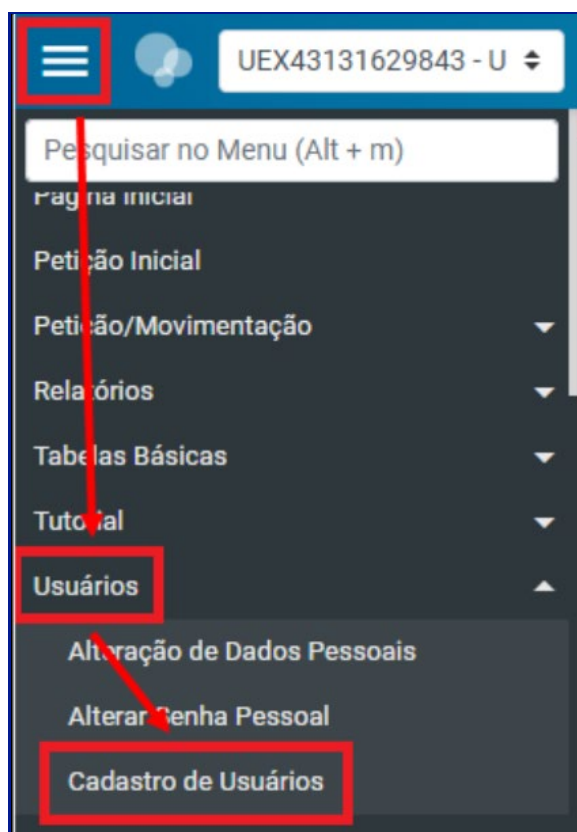 UEX43131629843 - U
Pesquisar no Menu (Alt + m)
Página Inicial
Petição Inicial
Petição/Movimentação
Relatórios
Tabelas Básicas
Tutorial
Usuários
Alteração de Dados Pessoais
Alterar Senha Pessoal
Cadastro de Usuários